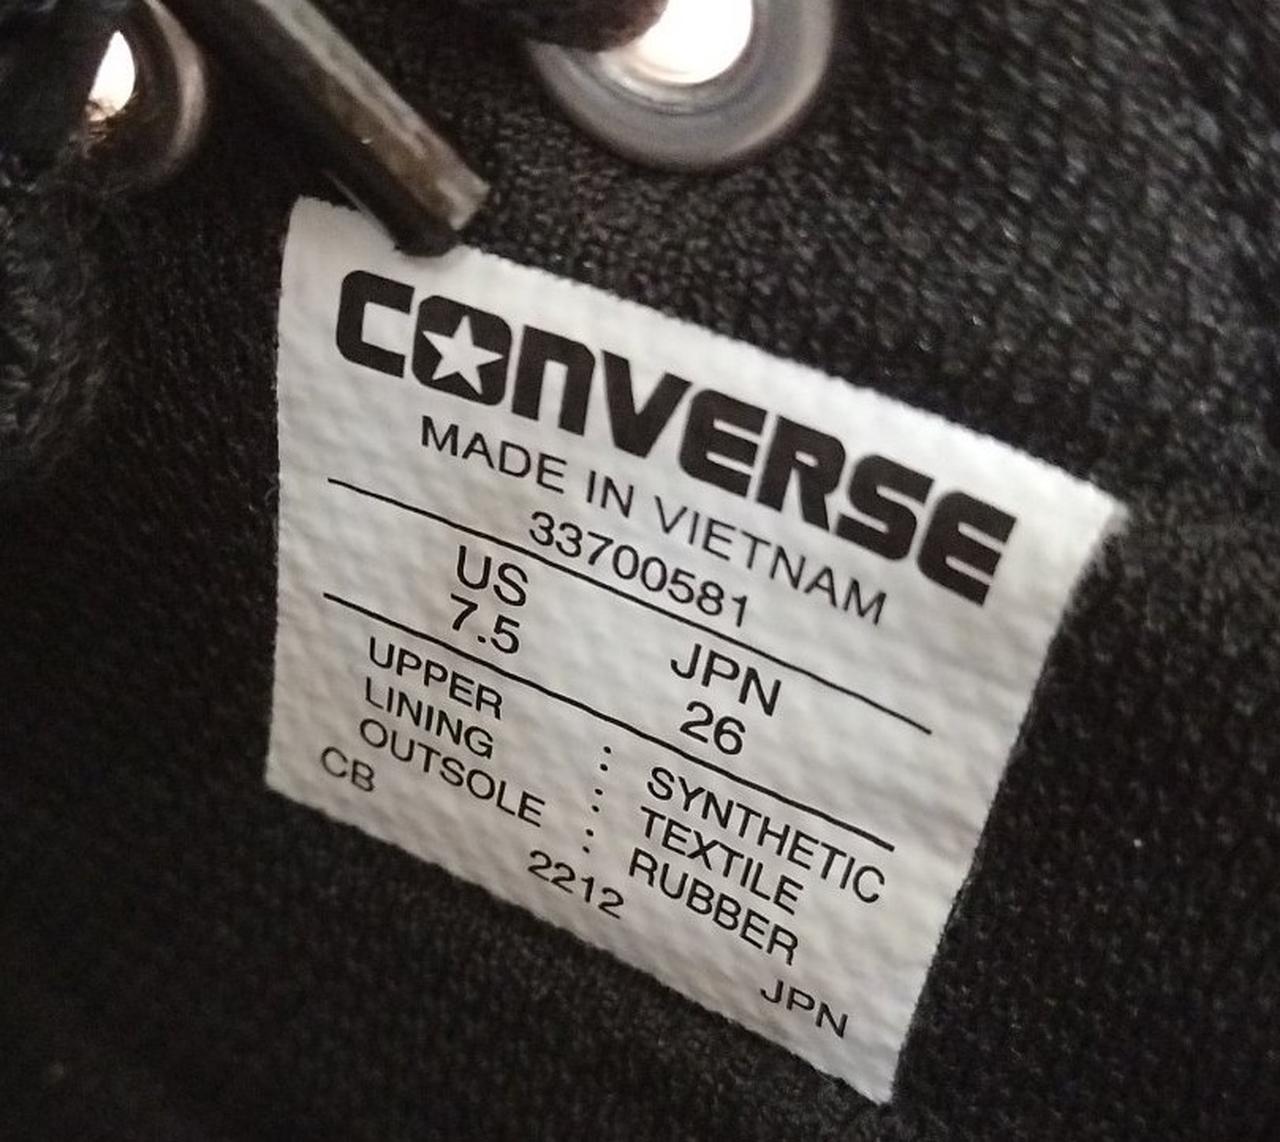 CONVERSE
MADE IN VIETNAM
33700581
US JPN
7.5 26
UPPER : SYNTHETIC
LINING : TEXTILE
OUTSOLE : RUBBER
CB 2212 JPN